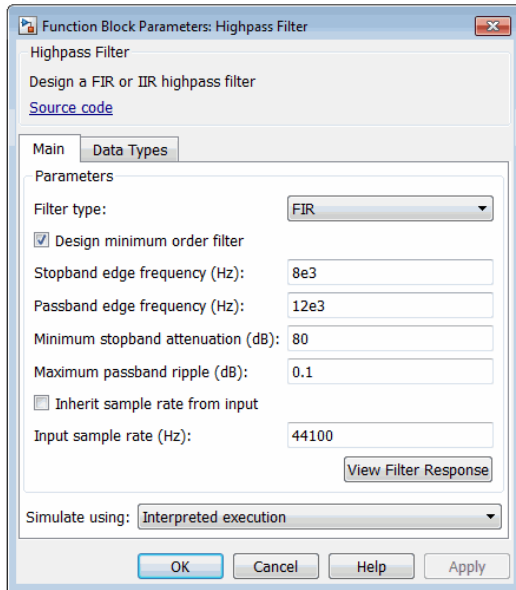 Function Block Parameters: Highpass Filter
Highpass Filter
Design a FIR or IIR highpass filter
Source code
Main Data Types
Parameters
Filter type: FIR
Design minimum order filter
Stopband edge frequency (Hz): 8e3
Passband edge frequency (Hz): 12e3
Minimum stopband attenuation (dB): 80
Maximum passband ripple (dB): 0.1
Inherit sample rate from input
Input sample rate (Hz): 44100
View Filter Response
Simulate using: Interpreted execution
OK Cancel Help Apply